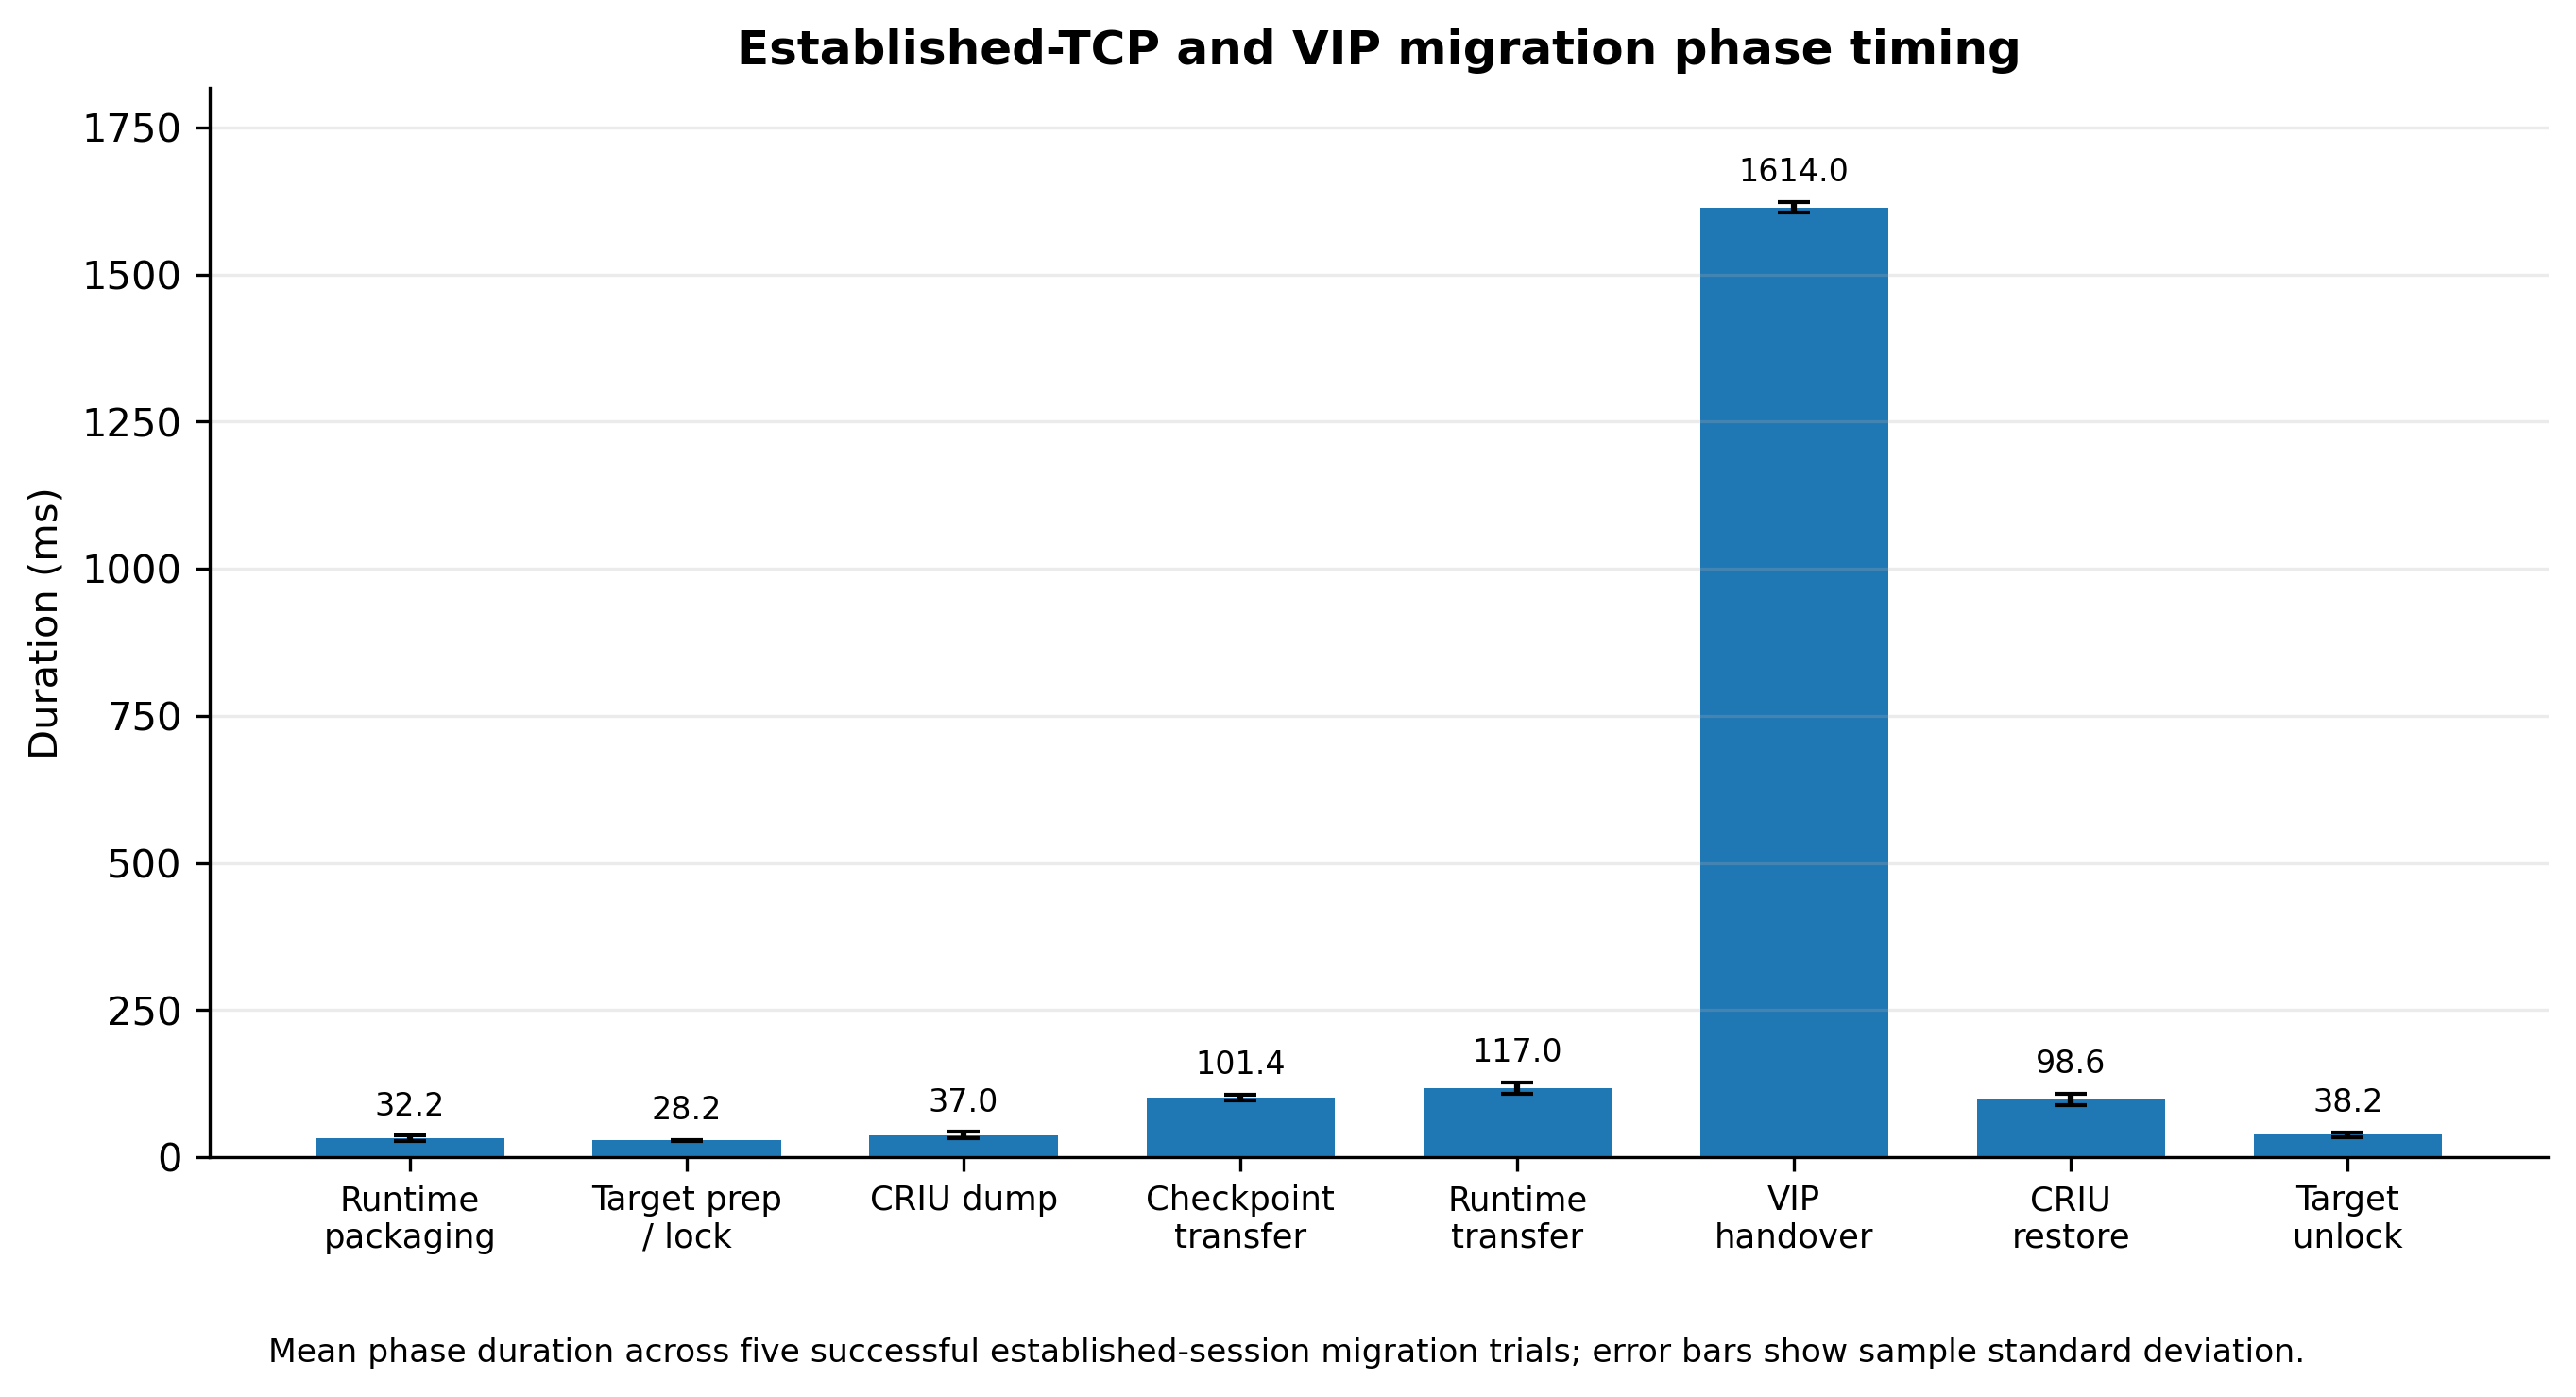 Established-TCP and VIP migration phase timing
Duration (ms)
1750
1500
1250
1000
750
500
250
0
32.2
28.2
37.0
101.4
117.0
1614.0
98.6
38.2
Runtime
packaging
Target prep
/ lock
CRIU dump
Checkpoint
transfer
Runtime
transfer
VIP
handover
CRIU
restore
Target
unlock
Mean phase duration across five successful established-session migration trials; error bars show sample standard deviation.